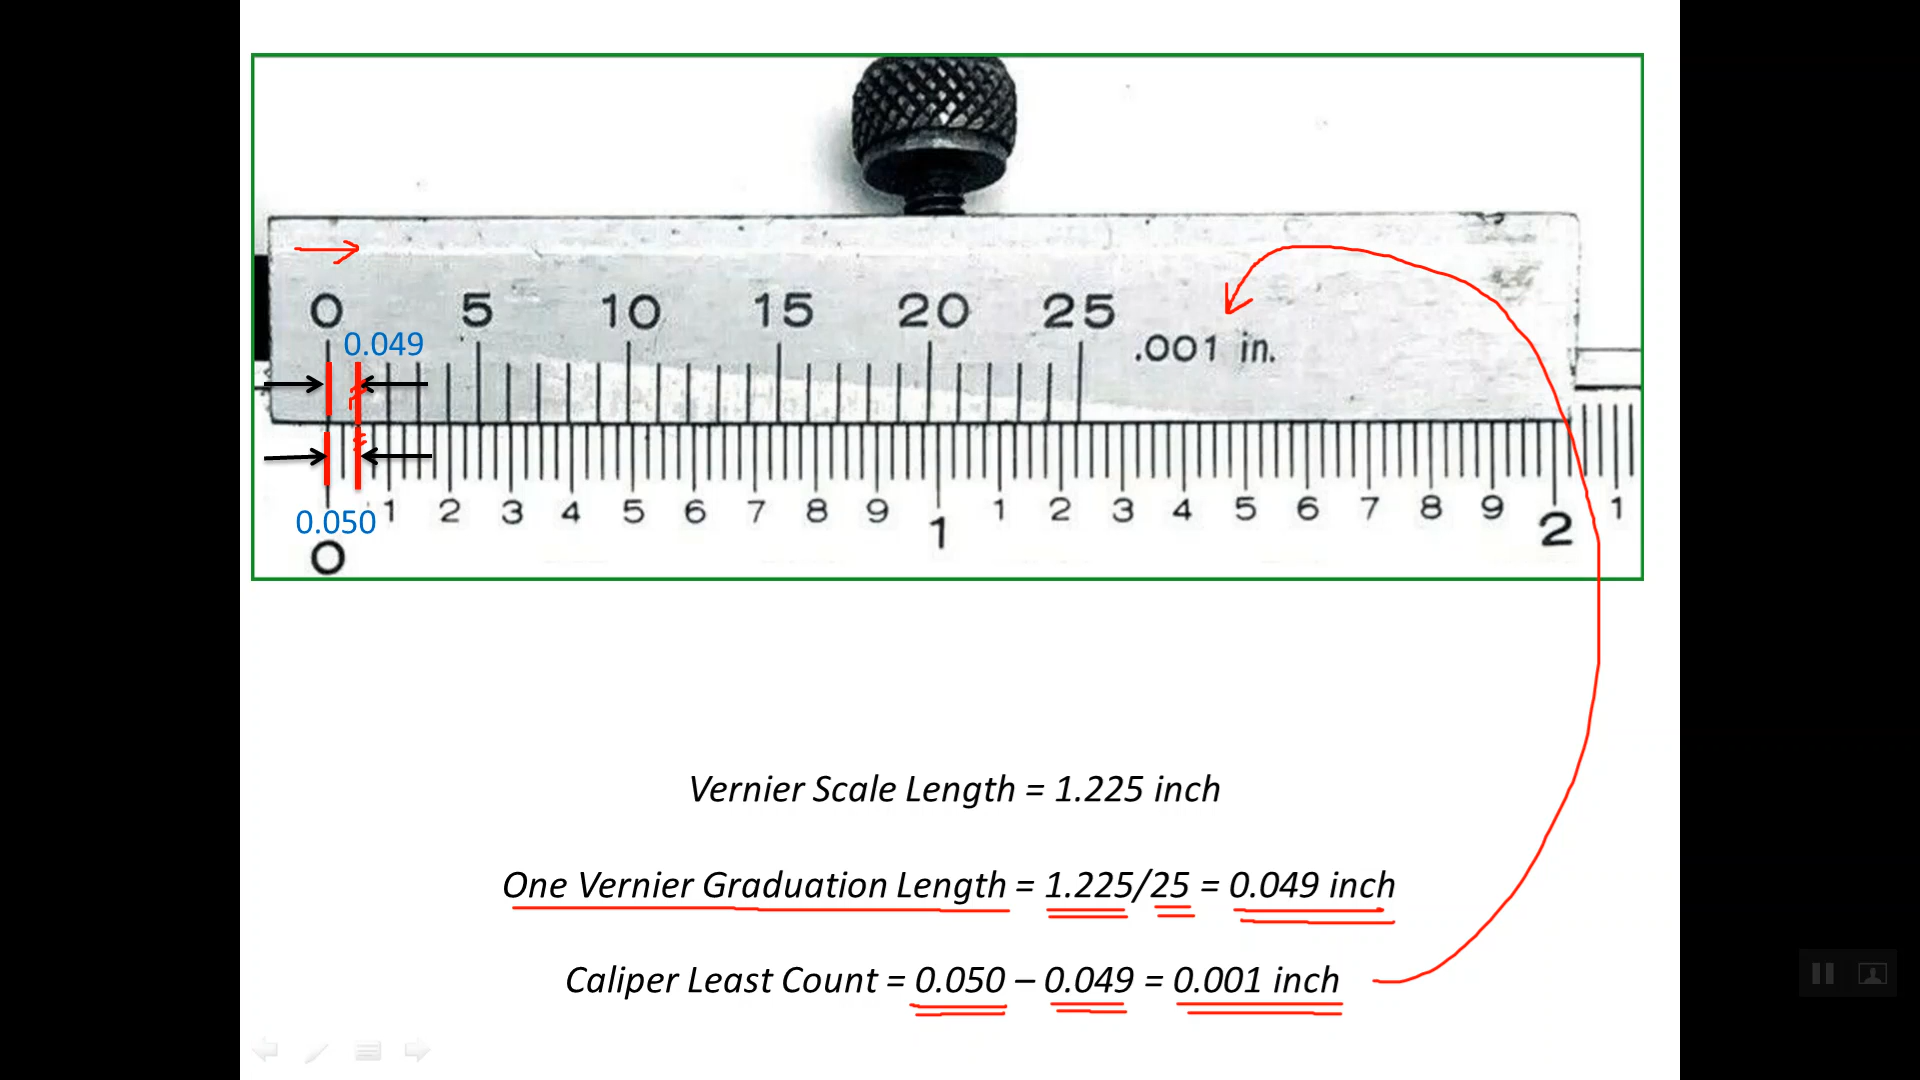 0 5 10 15 20 25
0.049
.001 in.
0.050 1 2 3 4 5 6 7 8 9 1 1 2 3 4 5 6 7 8 9 2 1
0
Vernier Scale Length = 1.225 inch
One Vernier Graduation Length = 1.225/25 = 0.049 inch
Caliper Least Count = 0.050 – 0.049 = 0.001 inch